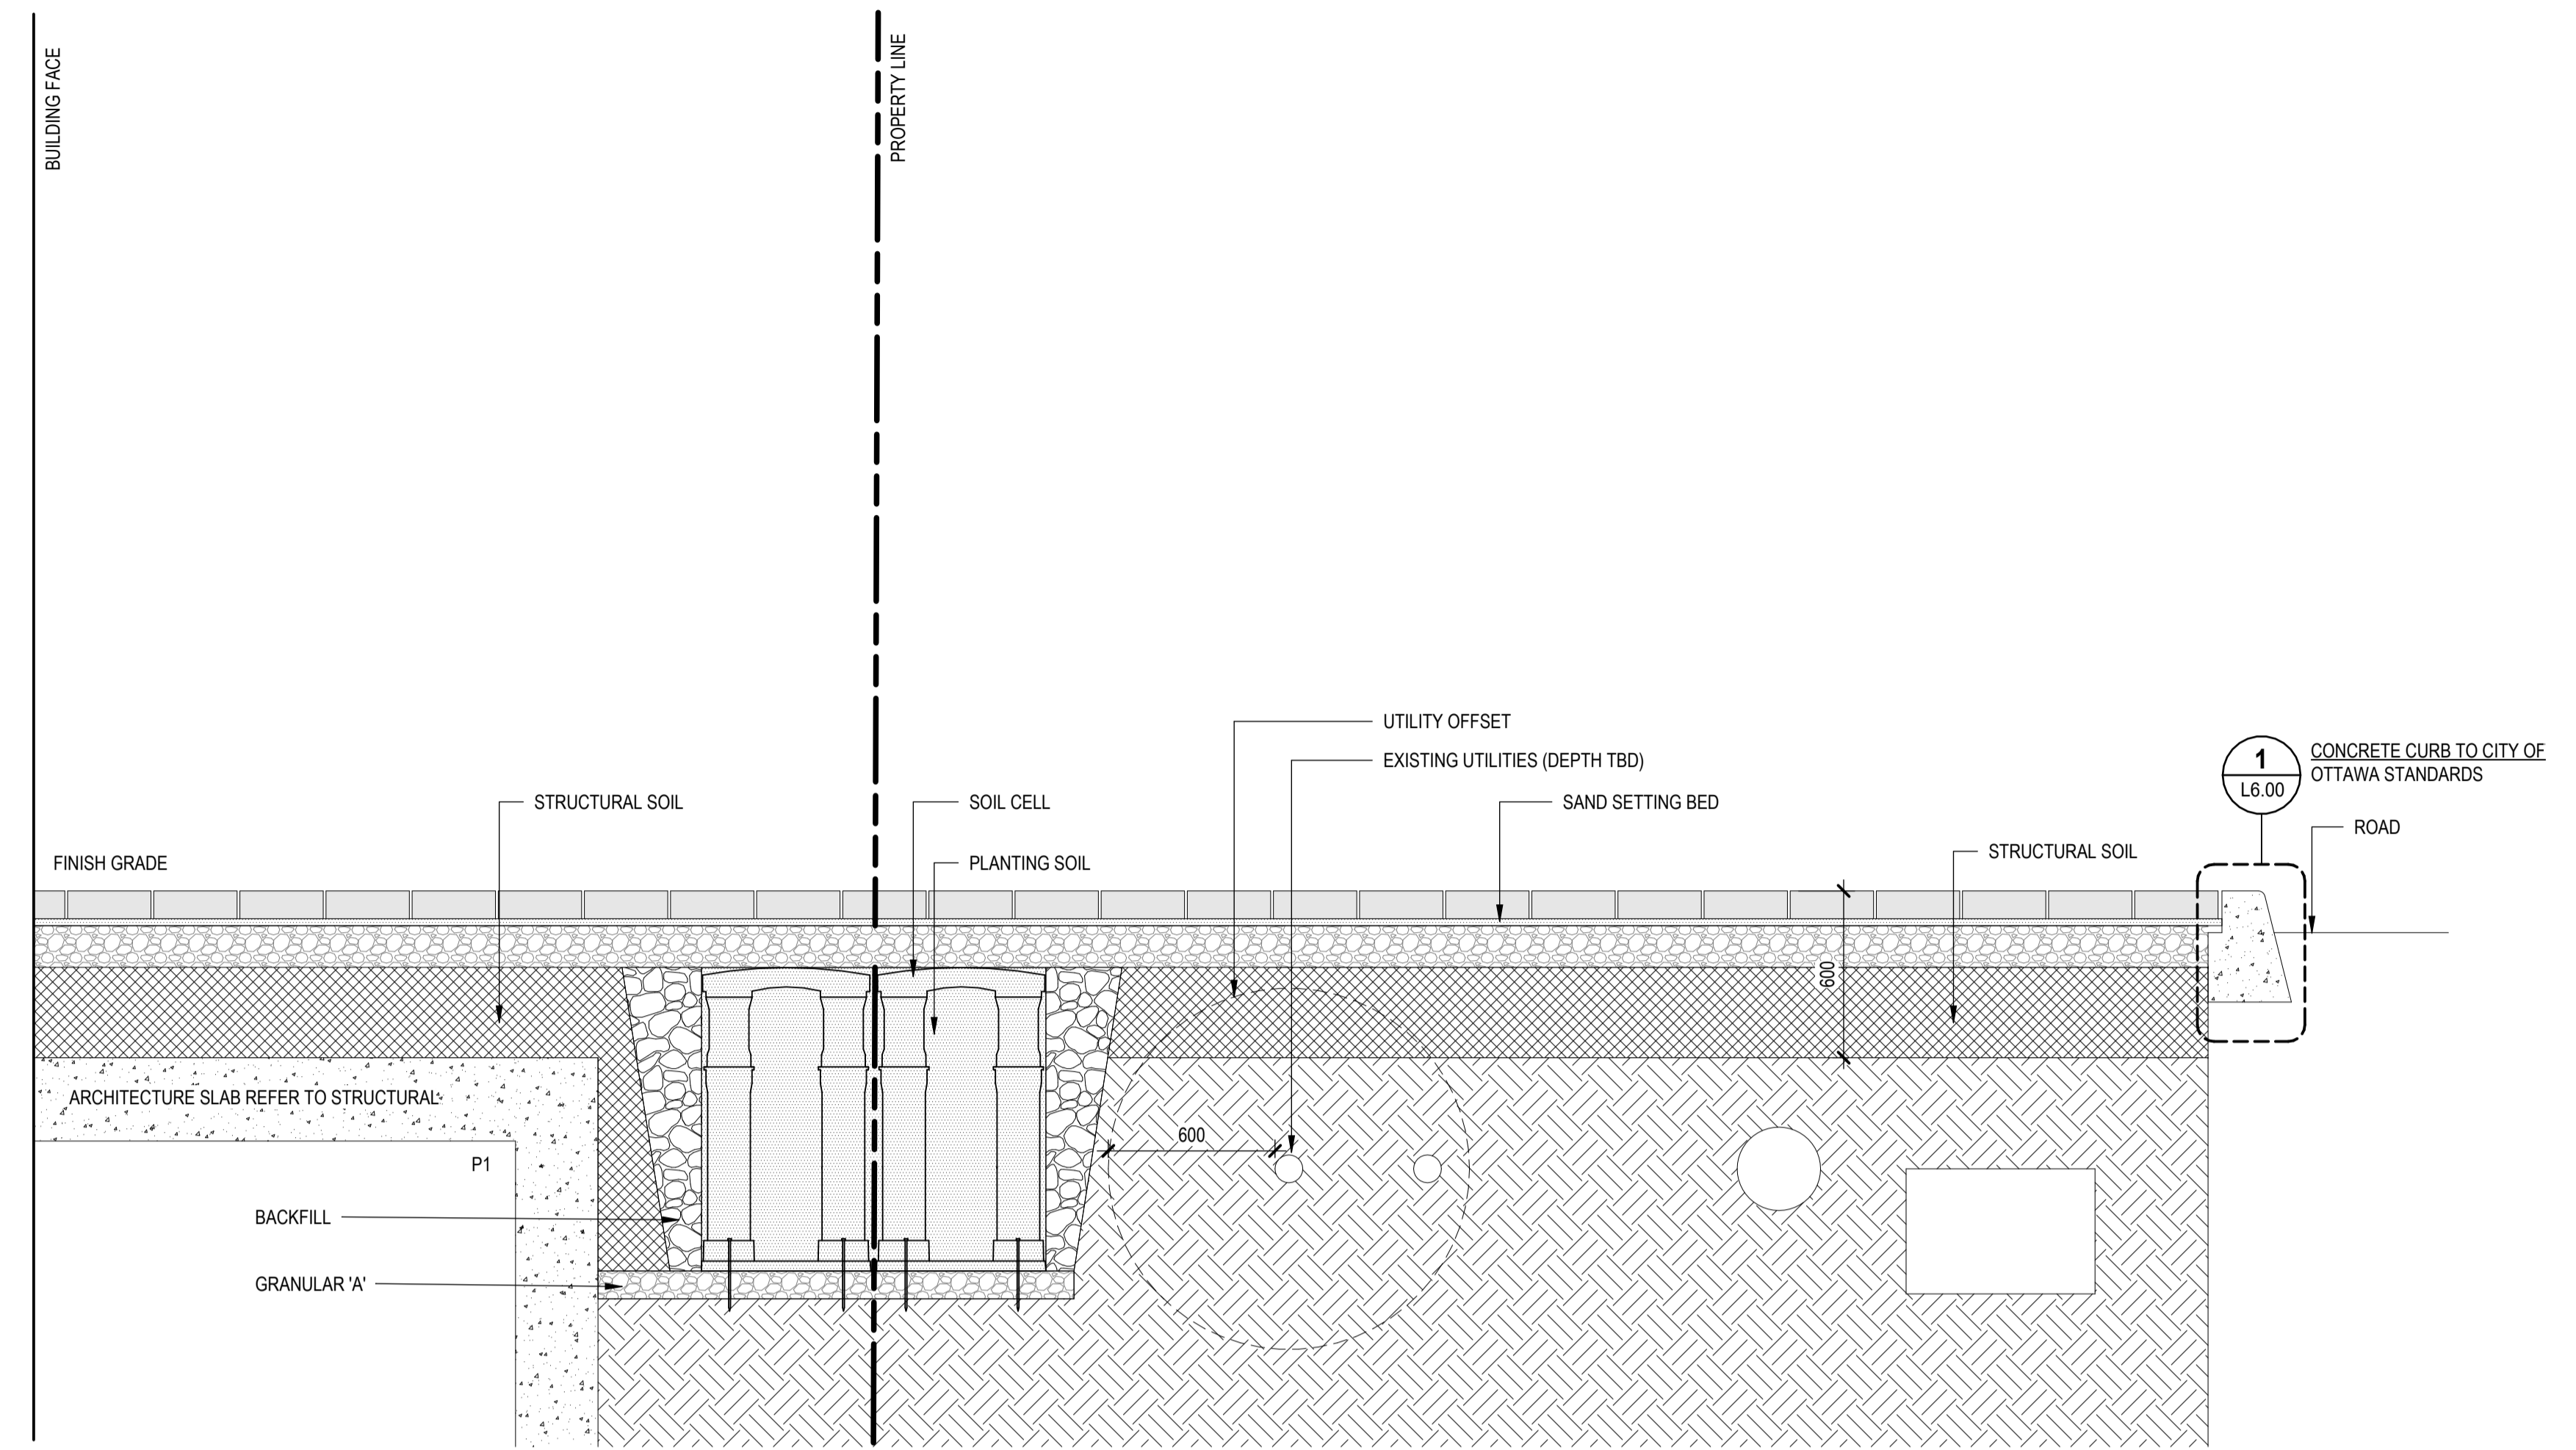 BUILDING FACE
PROPERTY LINE
UTILITY OFFSET
EXISTING UTILITIES (DEPTH TBD)
1
L6.00
CONCRETE CURB TO CITY OF
OTTAWA STANDARDS
STRUCTURAL SOIL
SOIL CELL
SAND SETTING BED
ROAD
FINISH GRADE
PLANTING SOIL
STRUCTURAL SOIL
600
ARCHITECTURE SLAB REFER TO STRUCTURAL
600
P1
BACKFILL
GRANULAR 'A'